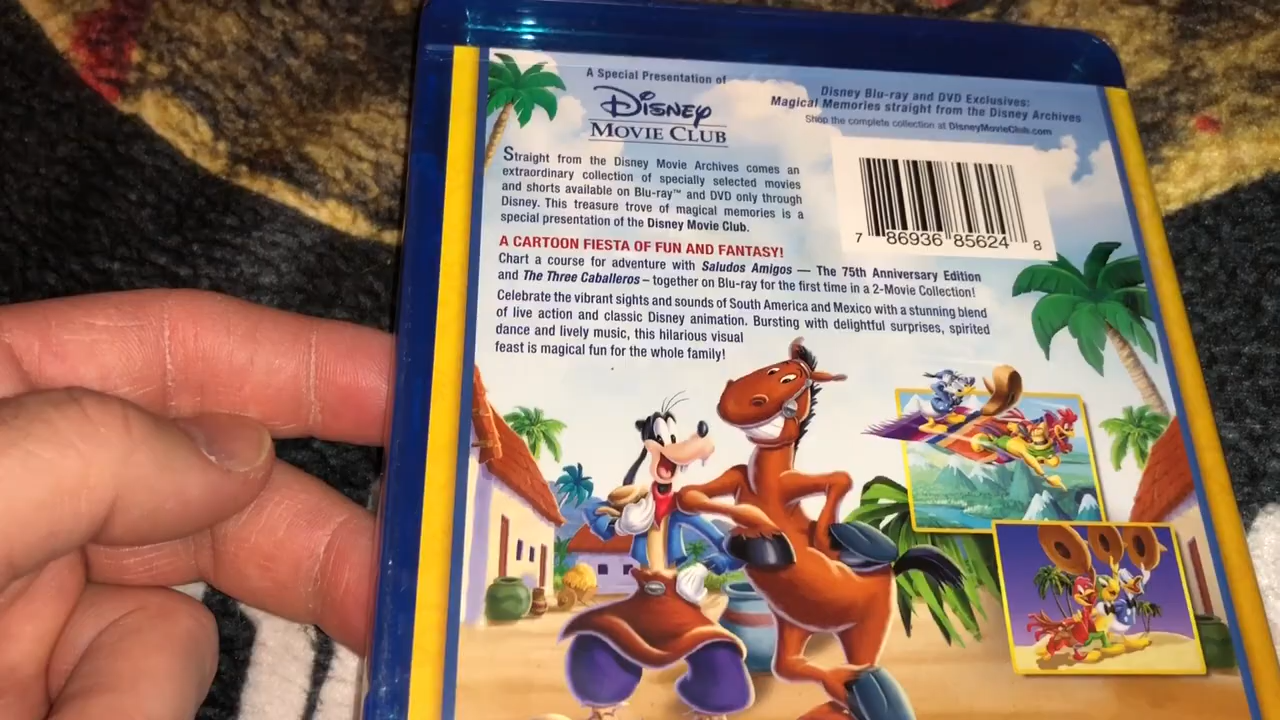 A Special Presentation of
Disney
MOVIE CLUB
Disney Blu-ray and DVD Exclusives:
Magical Memories straight from the Disney Archives
Shop the complete collection at DisneyMovieClub.com
Straight from the Disney Movie Archives comes an
extraordinary collection of specially selected movies
and shorts available on Blu-ray™ and DVD only through
Disney. This treasure trove of magical memories is a
special presentation of the Disney Movie Club.
7 86936 85624 8
A CARTOON FIESTA OF FUN AND FANTASY!
Chart a course for adventure with Saludos Amigos — The 75th Anniversary Edition
and The Three Caballeros – together on Blu-ray for the first time in a 2-Movie Collection!
Celebrate the vibrant sights and sounds of South America and Mexico with a stunning blend
of live action and classic Disney animation. Bursting with delightful surprises, spirited
dance and lively music, this hilarious visual
feast is magical fun for the whole family!